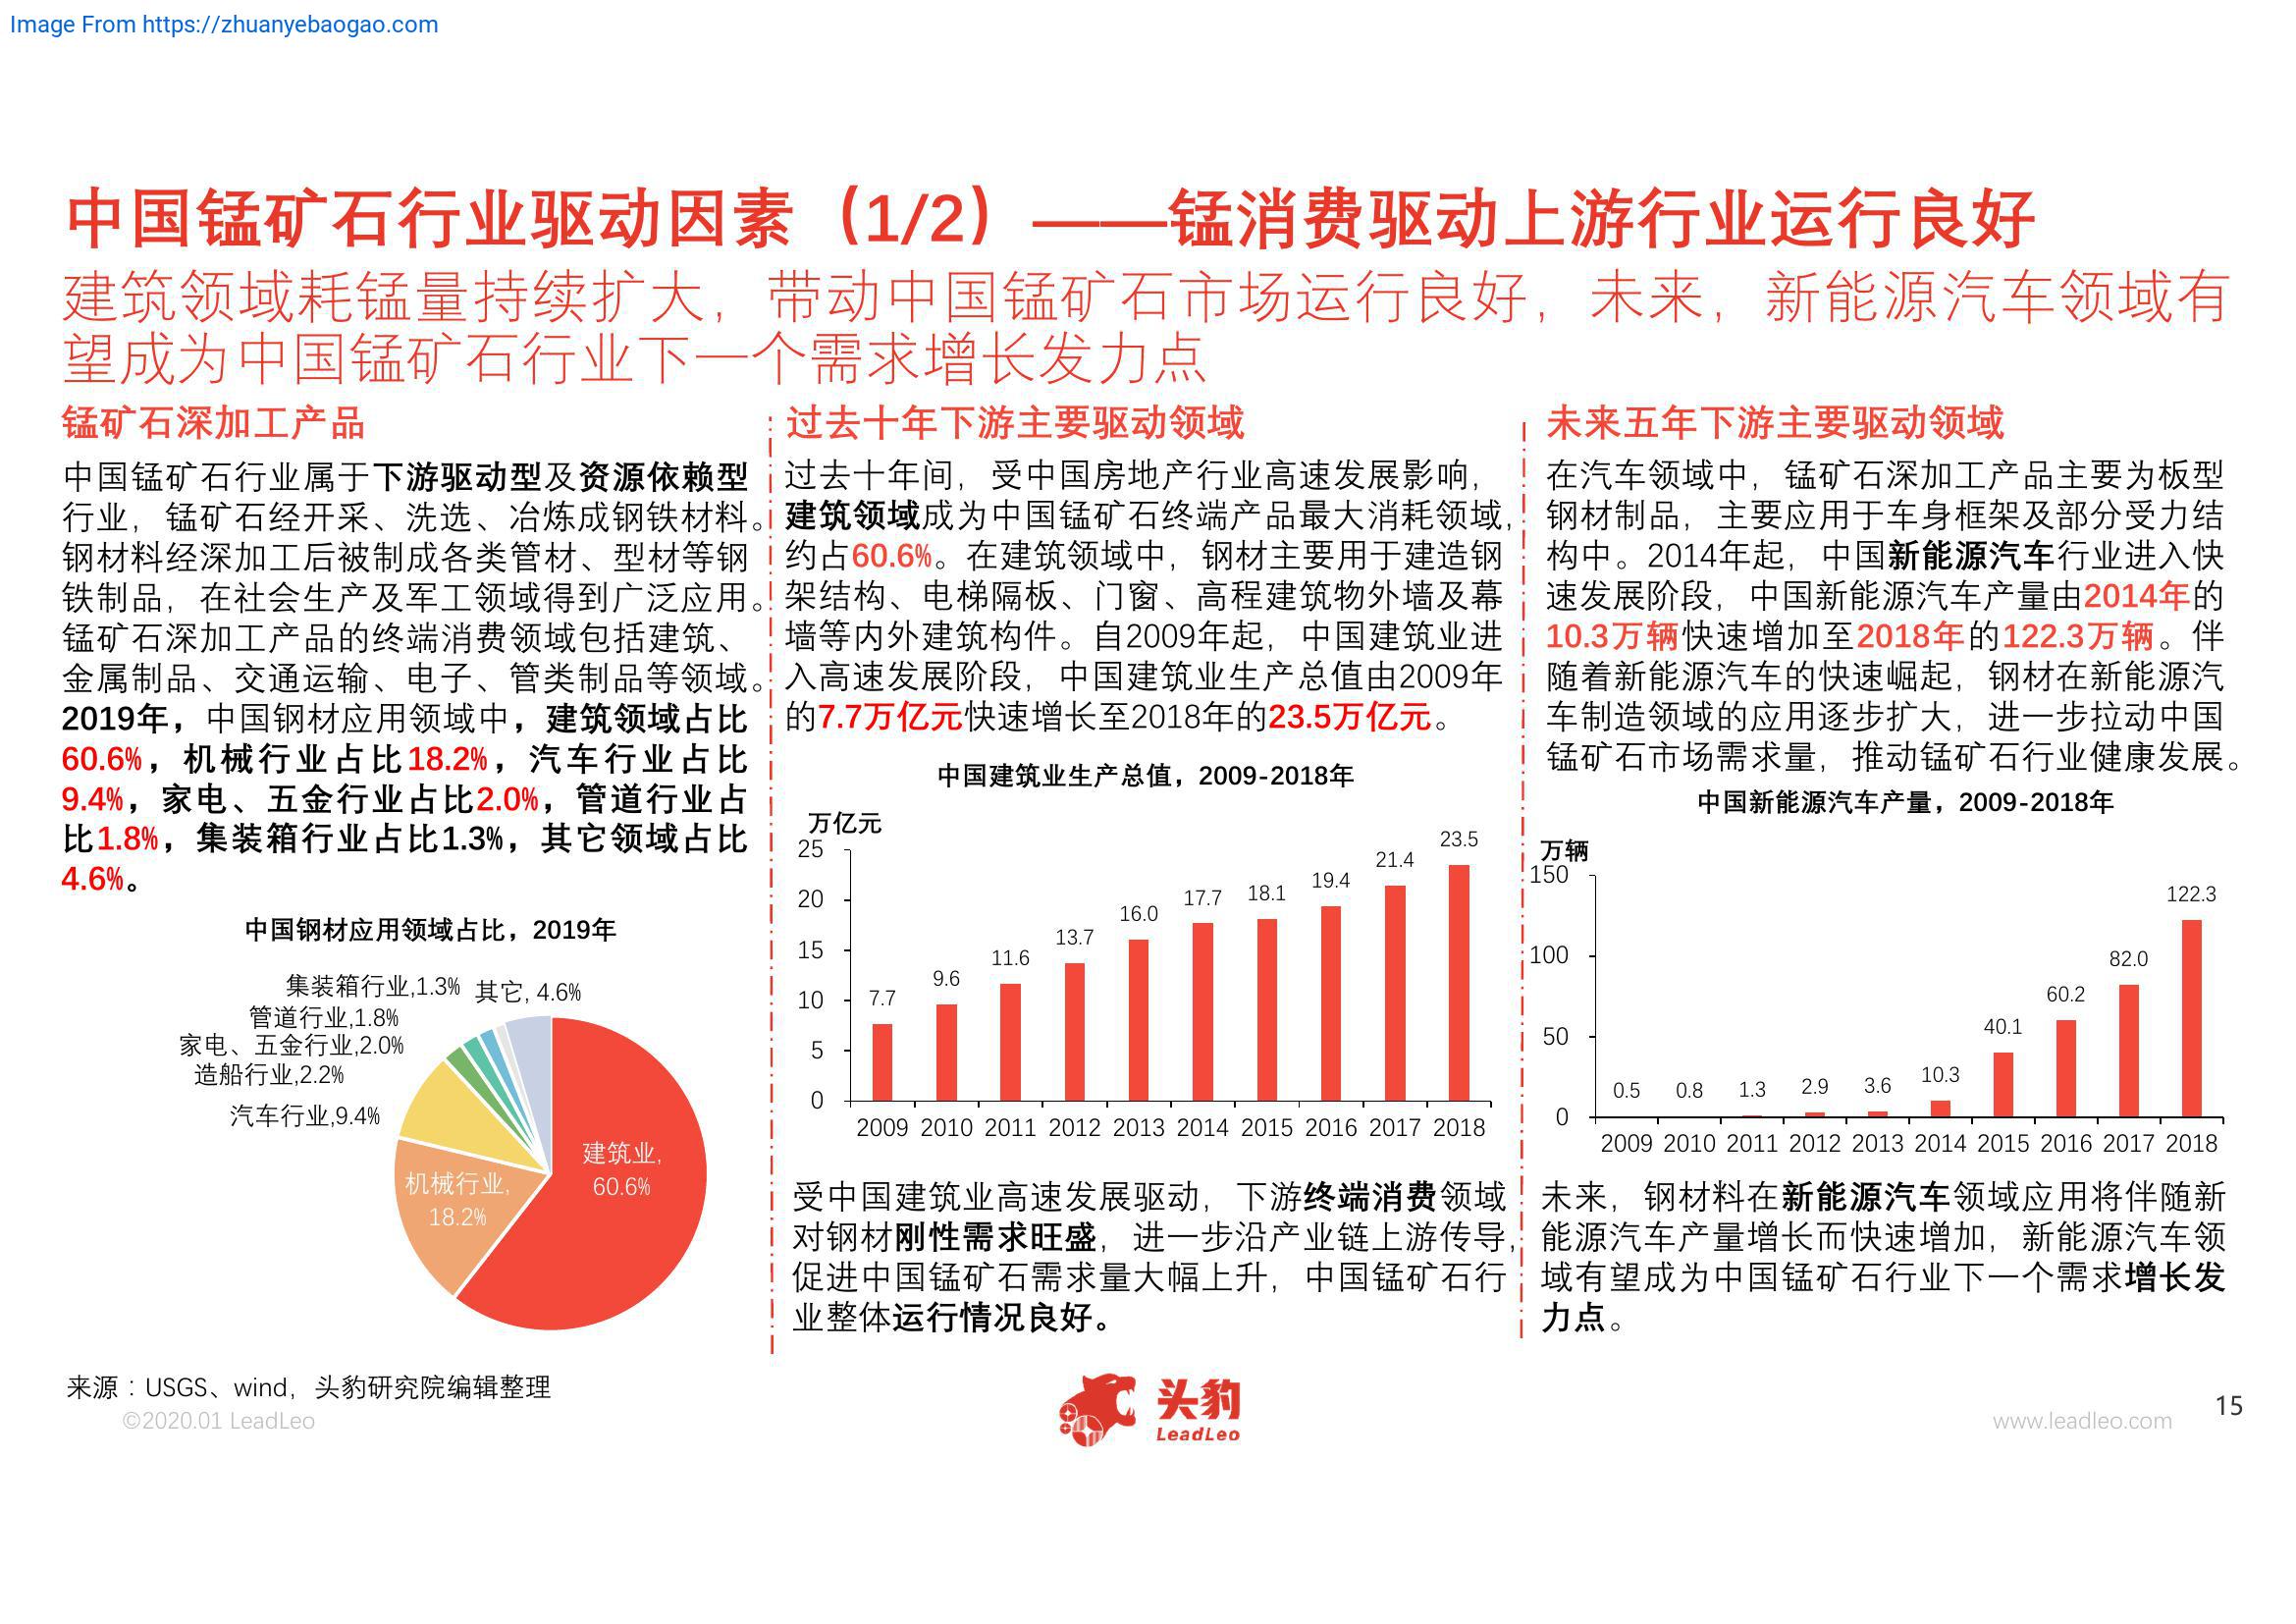 Image From https://zhuanyebaogao.com
中国锰矿石行业驱动因素（1/2）——锰消费驱动上游行业运行良好
建筑领域耗锰量持续扩大，带动中国锰矿石市场运行良好，未来，新能源汽车领域有
望成为中国锰矿石行业下一个需求增长发力点
锰矿石深加工产品
中国锰矿石行业属于下游驱动型及资源依赖型
行业，锰矿石经开采、洗选、冶炼成钢铁材料。
钢材料经深加工后被制成各类管材、型材等钢
铁制品，在社会生产及军工领域得到广泛应用。
锰矿石深加工产品的终端消费领域包括建筑、
金属制品、交通运输、电子、管类制品等领域。
2019年，中国钢材应用领域中，建筑领域占比
60.6%，机械行业占比18.2%，汽车行业占比
9.4%，家电、五金行业占比2.0%，管道行业占
比1.8%，集装箱行业占比1.3%，其它领域占比
4.6%。
中国钢材应用领域占比，2019年
集装箱行业,1.3%
其它, 4.6%
管道行业,1.8%
家电、五金行业,2.0%
造船行业,2.2%
汽车行业,9.4%
机械行业,
18.2%
建筑业,
60.6%
过去十年下游主要驱动领域
过去十年间，受中国房地产行业高速发展影响，
建筑领域成为中国锰矿石终端产品最大消耗领域，
约占60.6%。在建筑领域中，钢材主要用于建造钢
架结构、电梯隔板、门窗、高程建筑物外墙及幕
墙等内外建筑构件。自2009年起，中国建筑业进
入高速发展阶段，中国建筑业生产总值由2009年
的7.7万亿元快速增长至2018年的23.5万亿元。
中国建筑业生产总值，2009-2018年
万亿元
25
20
15
10
5
0
7.7
9.6
11.6
13.7
16.0
17.7
18.1
19.4
21.4
23.5
2009 2010 2011 2012 2013 2014 2015 2016 2017 2018
受中国建筑业高速发展驱动，下游终端消费领域
对钢材刚性需求旺盛，进一步沿产业链上游传导，
促进中国锰矿石需求量大幅上升，中国锰矿石行
业整体运行情况良好。
未来五年下游主要驱动领域
在汽车领域中，锰矿石深加工产品主要为板型
钢材制品，主要应用于车身框架及部分受力结
构中。2014年起，中国新能源汽车行业进入快
速发展阶段，中国新能源汽车产量由2014年的
10.3万辆快速增加至2018年的122.3万辆。伴
随着新能源汽车的快速崛起，钢材在新能源汽
车制造领域的应用逐步扩大，进一步拉动中国
锰矿石市场需求量，推动锰矿石行业健康发展。
中国新能源汽车产量，2009-2018年
万辆
150
100
50
0
0.5
0.8
1.3
2.9
3.6
10.3
40.1
60.2
82.0
122.3
2009 2010 2011 2012 2013 2014 2015 2016 2017 2018
未来，钢材料在新能源汽车领域应用将伴随新
能源汽车产量增长而快速增加，新能源汽车领
域有望成为中国锰矿石行业下一个需求增长发
力点。
来源：USGS、wind，头豹研究院编辑整理
©2020.01 LeadLeo
头豹
LeadLeo
www.leadleo.com
15